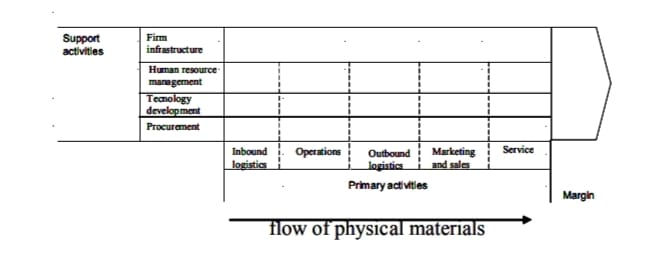 Support
activities
Firm
infrastructure
Human resource
management
Tecnology
development
Procurement
Inbound
logistics
Operations
Outbound
logistics
Marketing
and sales
Service
Primary activities
Margin
flow of physical materials